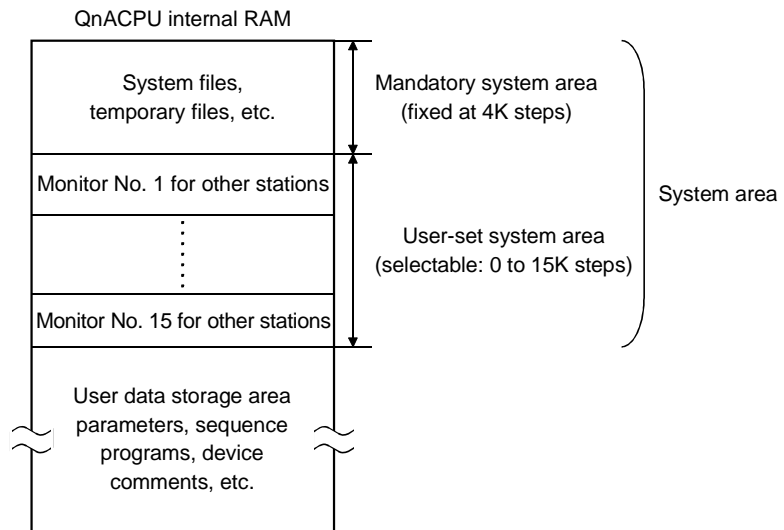 QnACPU internal RAM
System files,
temporary files, etc.
Mandatory system area
(fixed at 4K steps)
Monitor No. 1 for other stations
System area
User-set system area
(selectable: 0 to 15K steps)
Monitor No. 15 for other stations
User data storage area
parameters, sequence
programs, device
comments, etc.